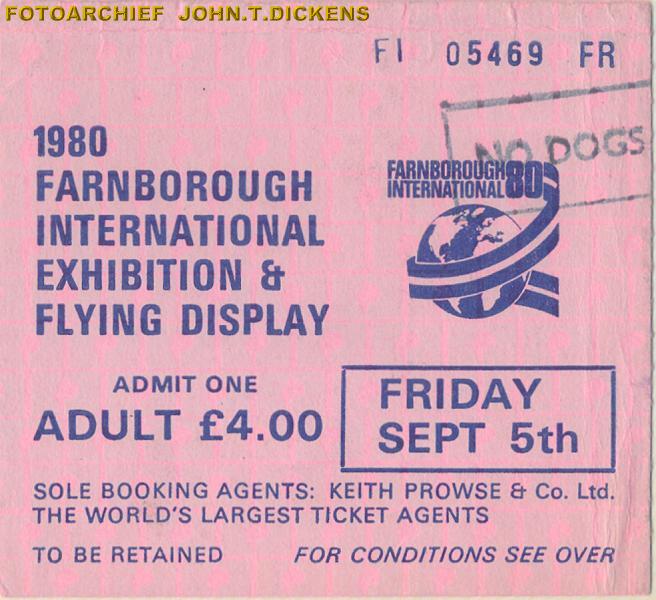 FOTOARCHIEF JOHN.T.DICKENS
FI 05469 FR
NO DOGS
1980
FARNBOROUGH
INTERNATIONAL
EXHIBITION &
FLYING DISPLAY
FARNBOROUGH
INTERNATIONAL 80
ADMIT ONE
ADULT £4.00
FRIDAY
SEPT 5th
SOLE BOOKING AGENTS: KEITH PROWSE & Co. Ltd.
THE WORLD'S LARGEST TICKET AGENTS
TO BE RETAINED
FOR CONDITIONS SEE OVER